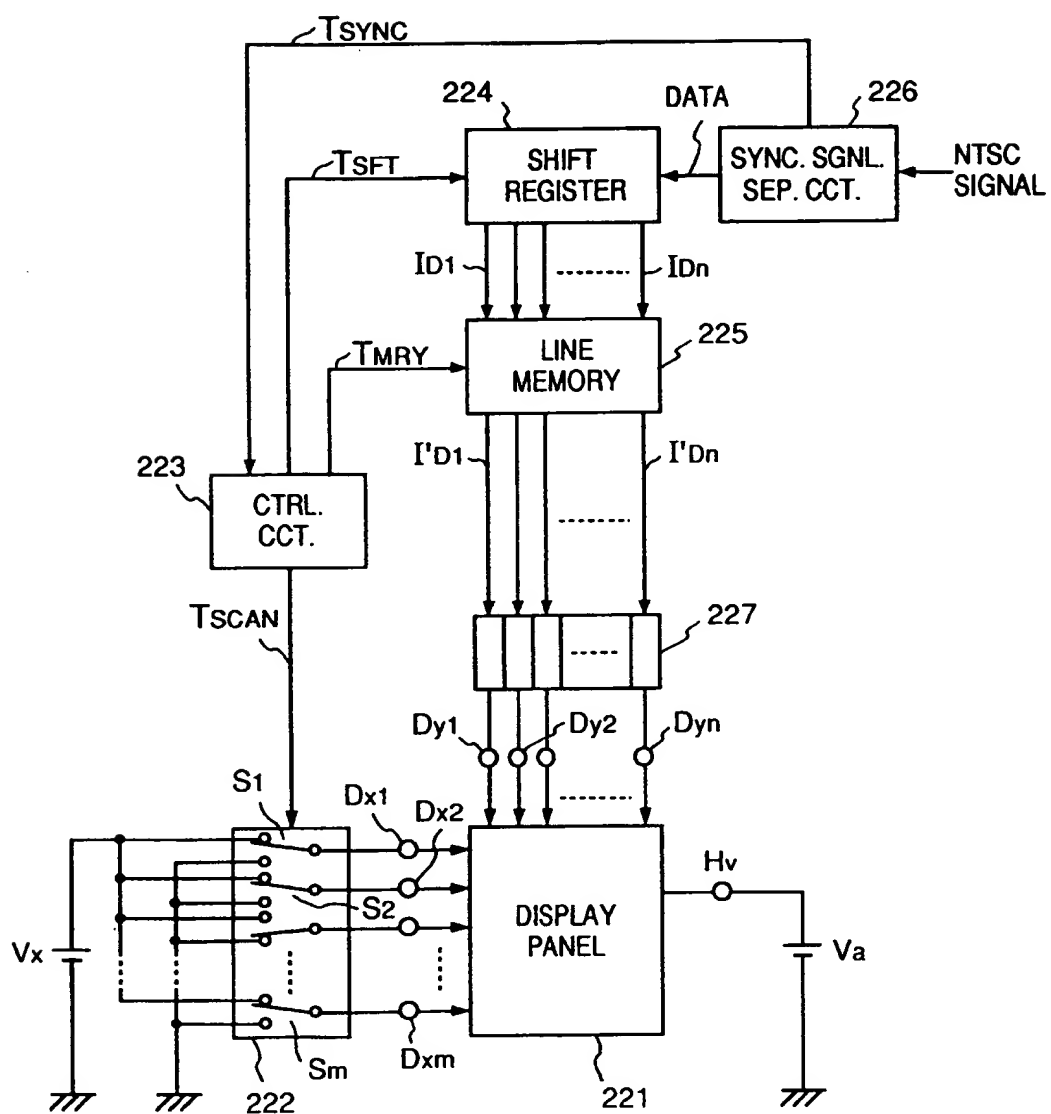 TSYNC
224
DATA
226
SHIFT
REGISTER
SYNC. SGNL.
SEP. CCT.
NTSC
SIGNAL
TSFT
ID1
IDn
TMRY
LINE
MEMORY
225
I'D1
I'Dn
223
CTRL.
CCT.
TSCAN
227
Dy1
Dy2
Dyn
S1
Dx1
Dx2
S2
Hv
DISPLAY
PANEL
Vx
Va
Sm
Dxm
222
221